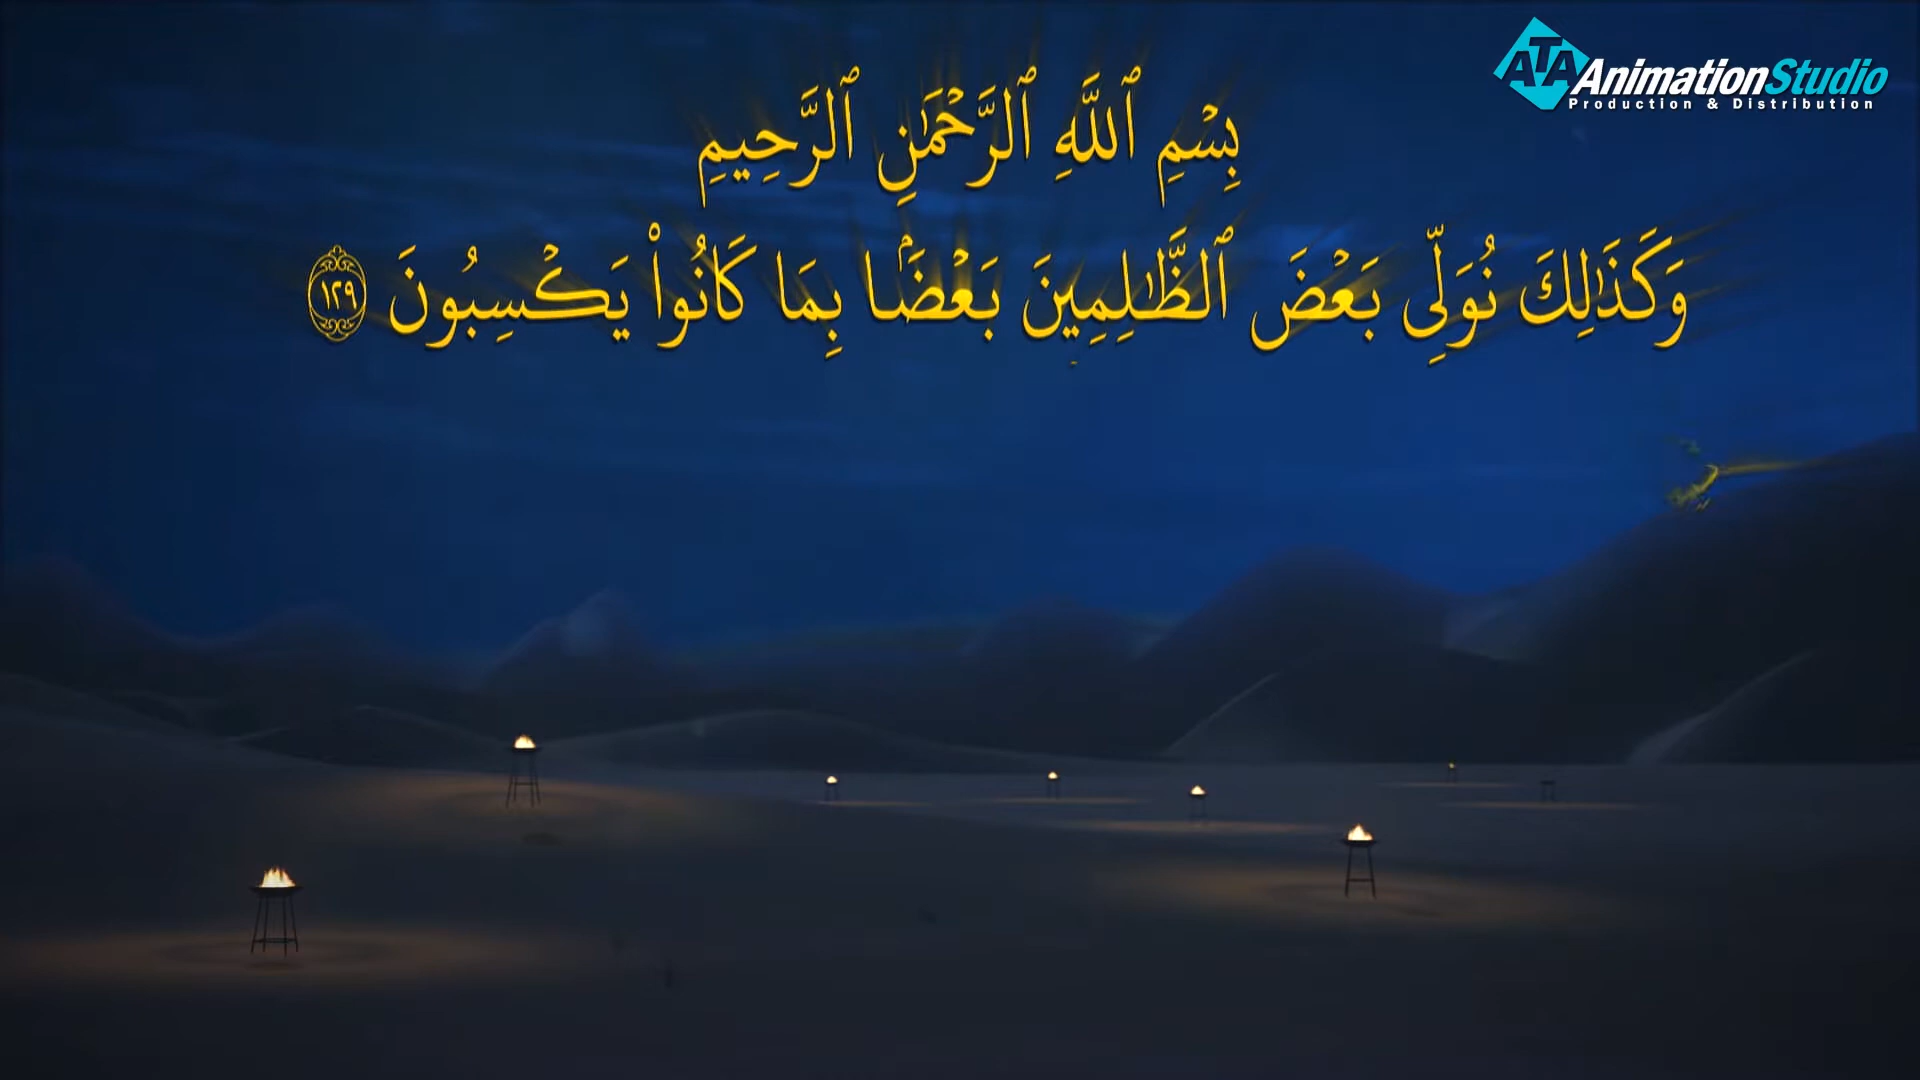 ATA AnimationStudio
Production & Distribution
بِسْمِ ٱللَّهِ ٱلرَّحْمَٰنِ ٱلرَّحِيمِ
وَكَذَٰلِكَ نُوَلِّى بَعْضَ ٱلظَّٰلِمِينَ بَعْضًۢا بِمَا كَانُوا۟ يَكْسِبُونَ ١٢٩